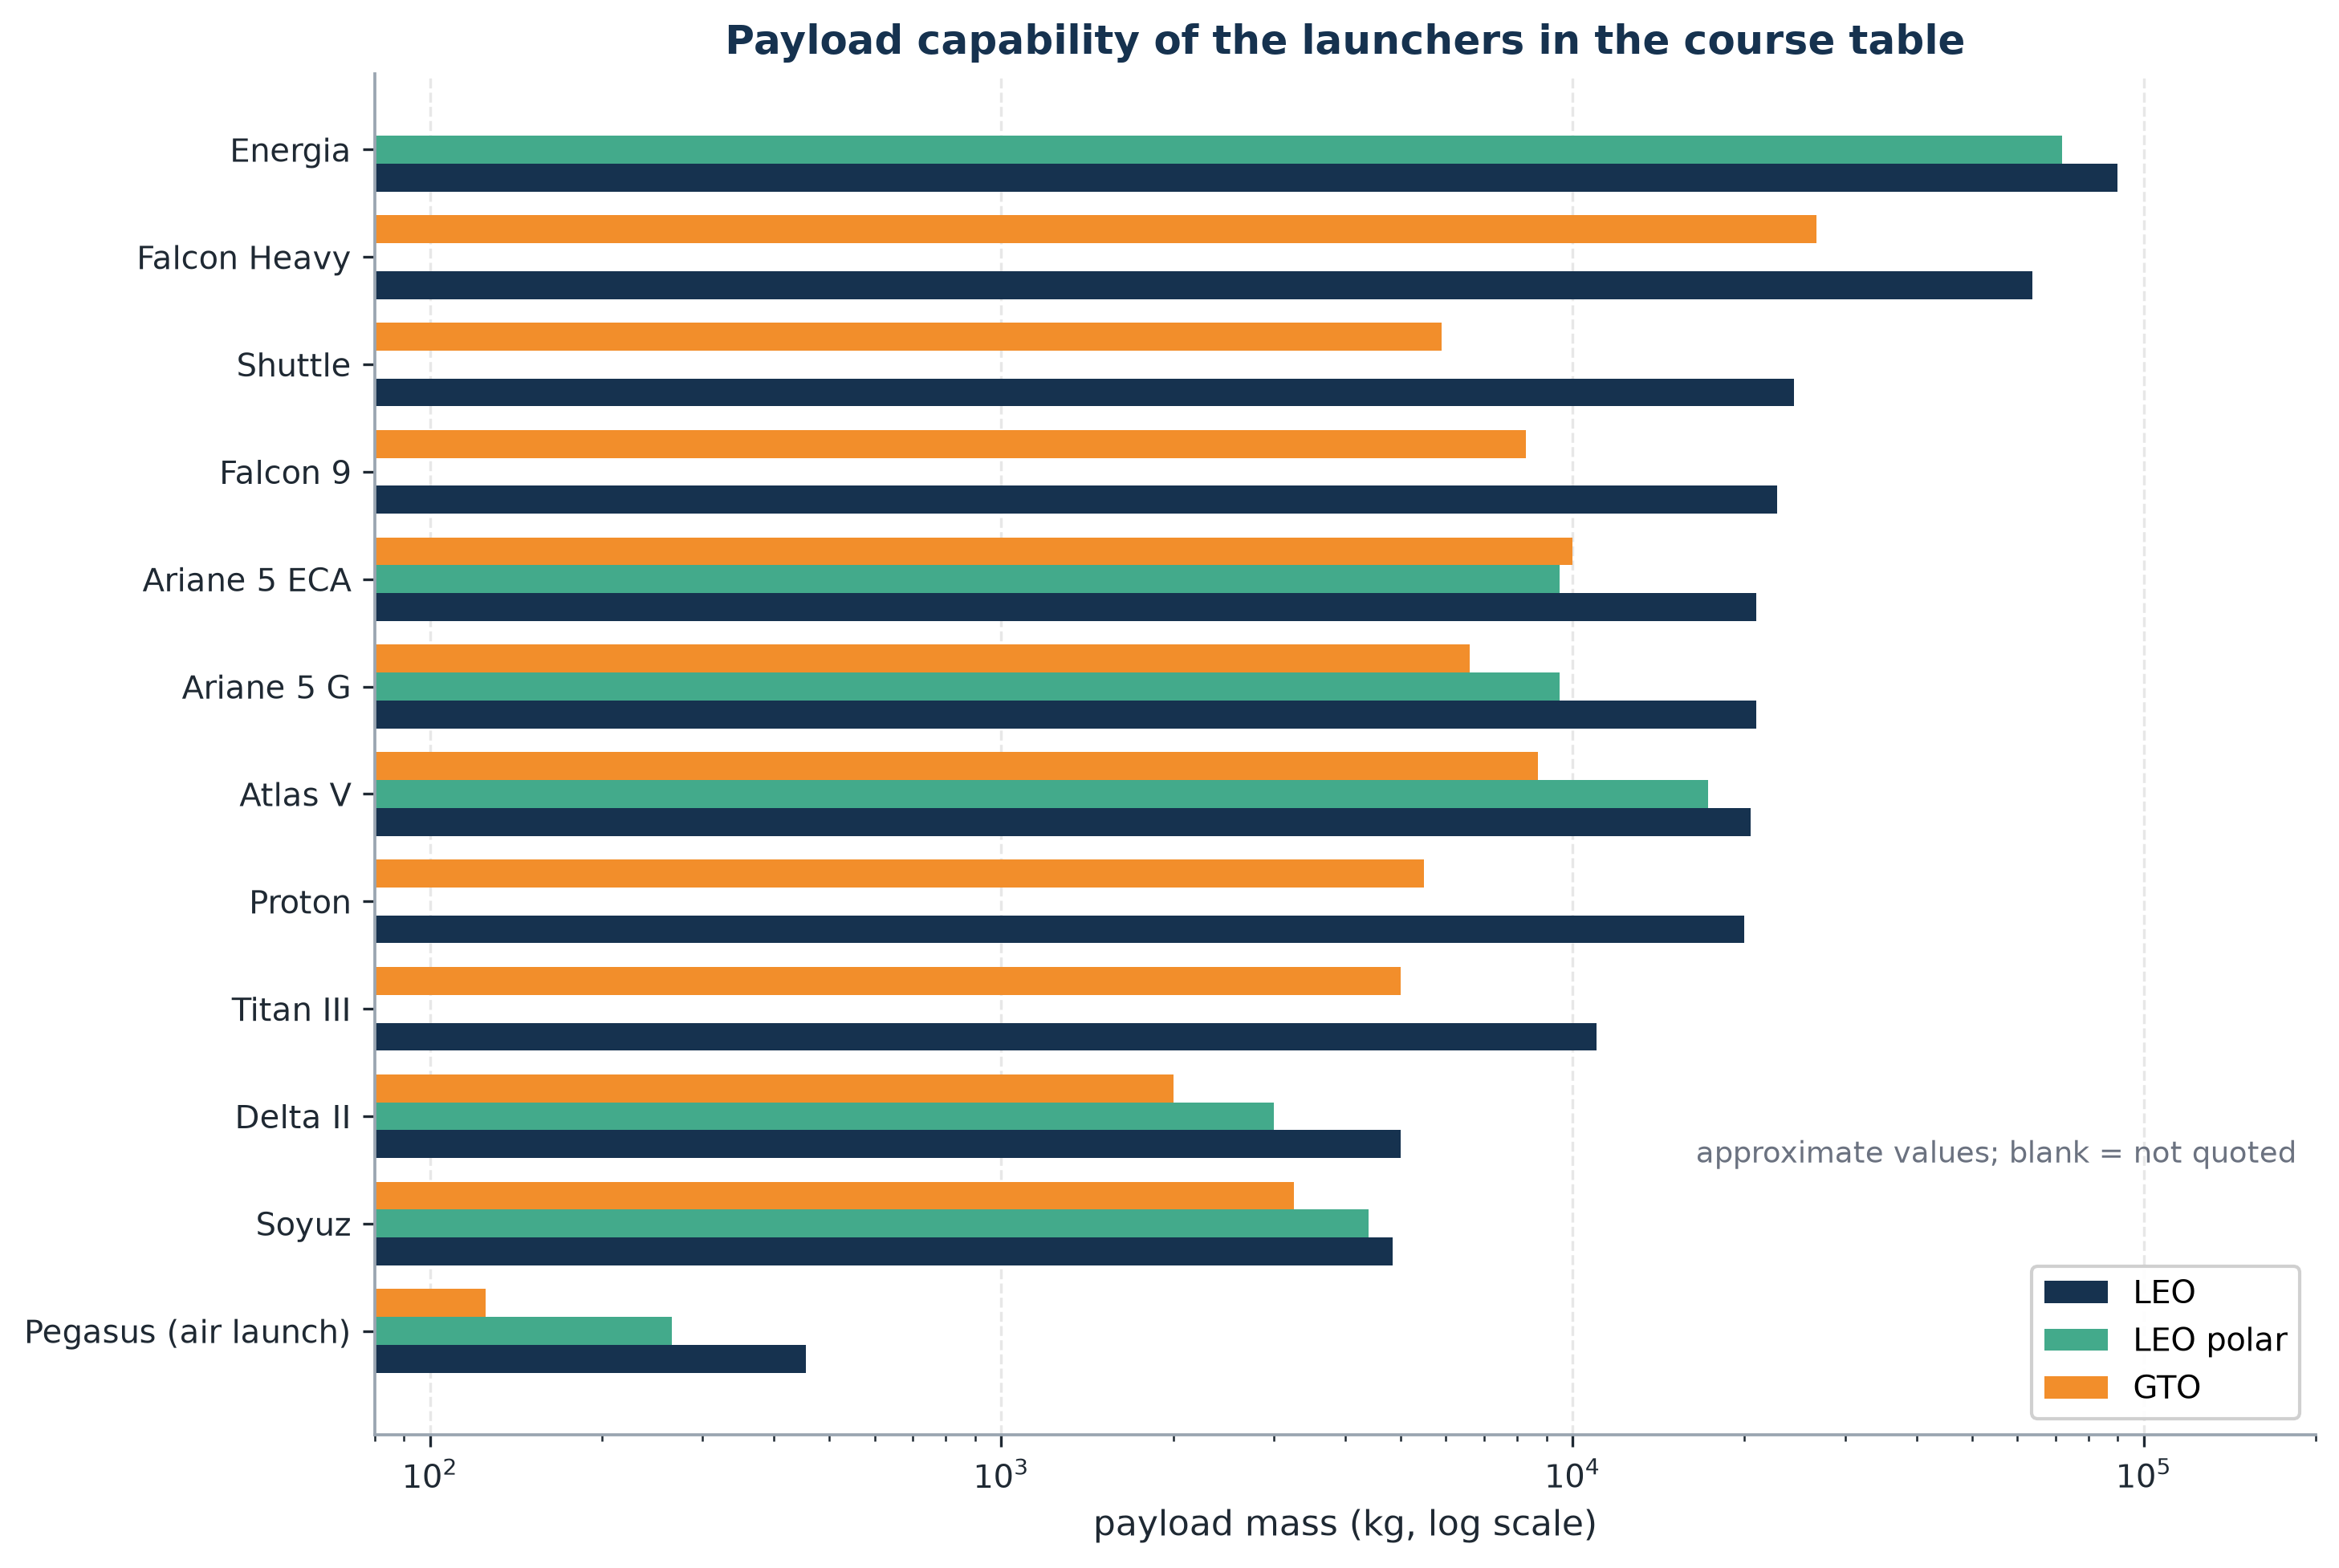 Payload capability of the launchers in the course table
Energia
Falcon Heavy
Shuttle
Falcon 9
Ariane 5 ECA
Ariane 5 G
Atlas V
Proton
Titan III
Delta II
approximate values; blank = not quoted
Soyuz
Pegasus (air launch)
LEO
LEO polar
GTO
10² 10³ 10⁴ 10⁵
payload mass (kg, log scale)